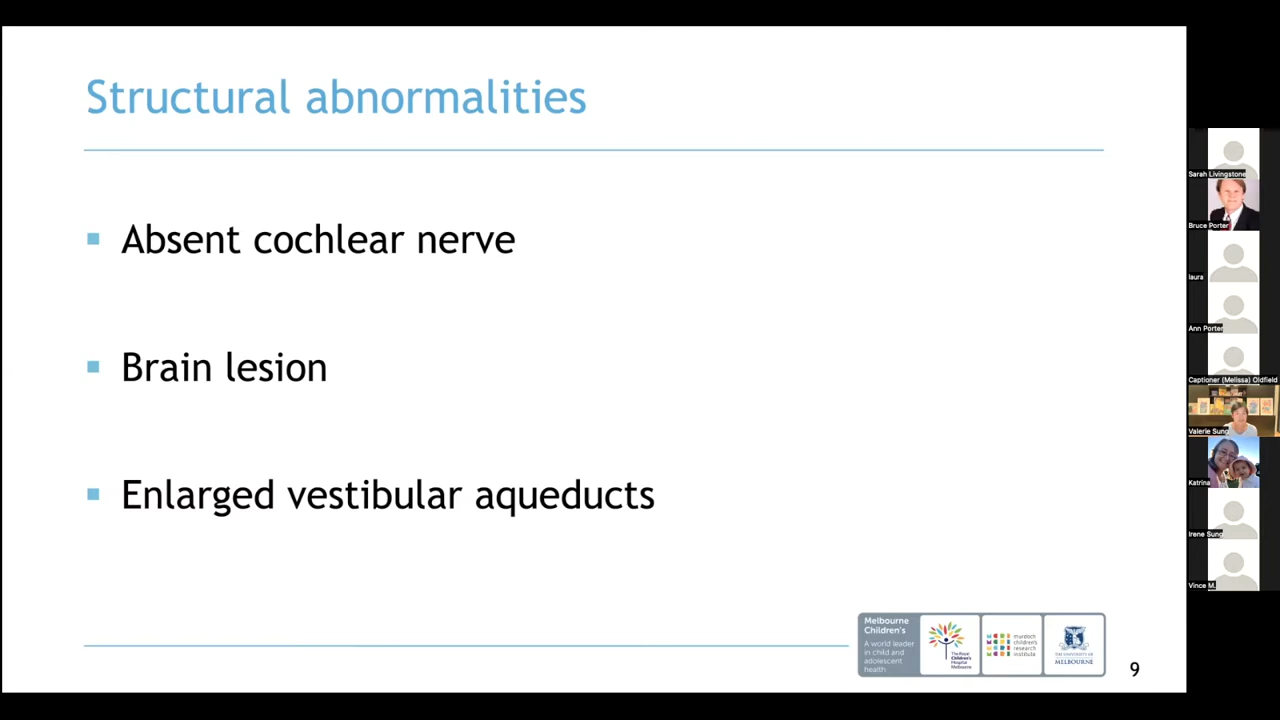 Structural abnormalities
Absent cochlear nerve
Brain lesion
Enlarged vestibular aqueducts
Melbourne
Children's
A world leader
in child and
adolescent
health
The Royal
Children's
Hospital
Melbourne
murdoch
children's
research
institute
THE UNIVERSITY OF
MELBOURNE
9
Sarah Livingstone
Bruce Porter
laura
Ann Porter
Captioner (Melissa) Oldfield
Valerie Sung
Katrina
Irene Sung
Vince M.